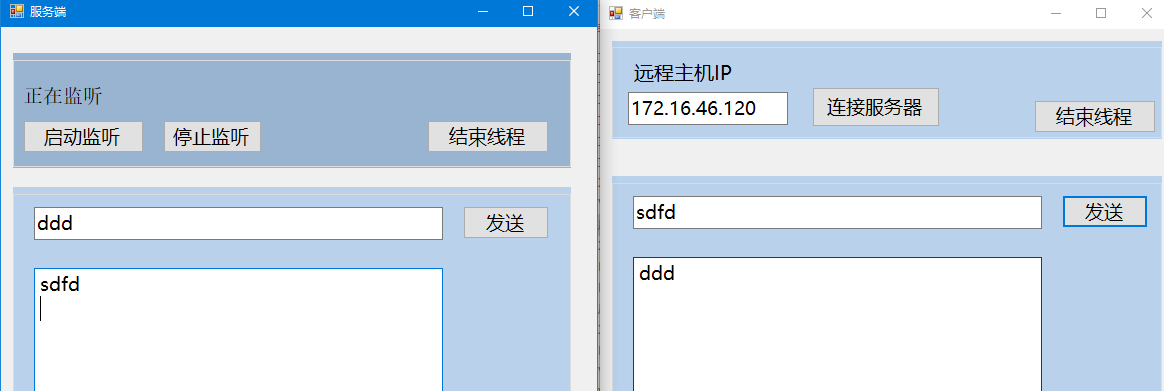 服务端
正在监听
启动监听
停止监听
结束线程
ddd
发送
sdfd
客户端
远程主机IP
172.16.46.120
连接服务器
结束线程
sdfd
发送
ddd